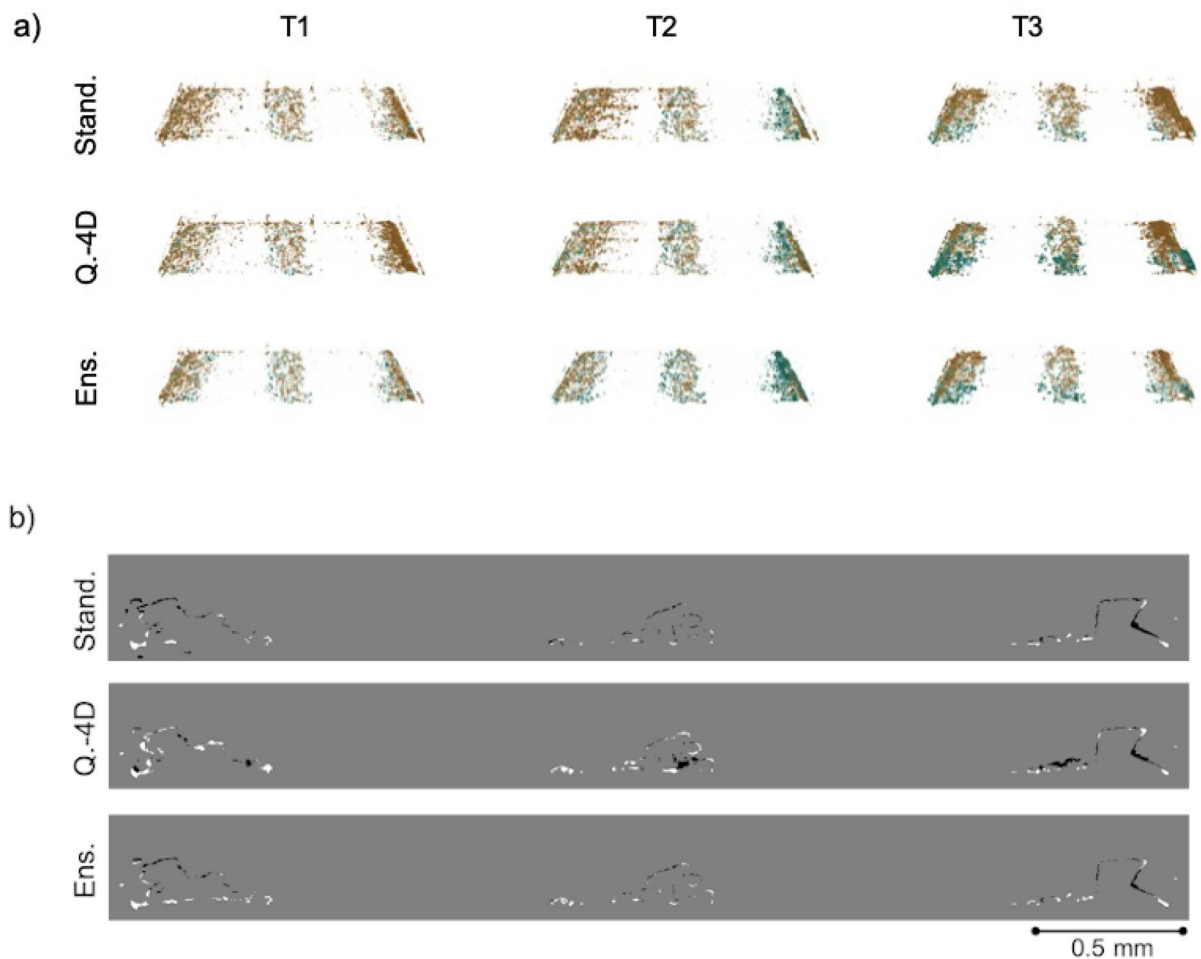 a)
T1 T2 T3
Stand.
Q.-4D
Ens.
b)
Stand.
Q.-4D
Ens.
0.5 mm